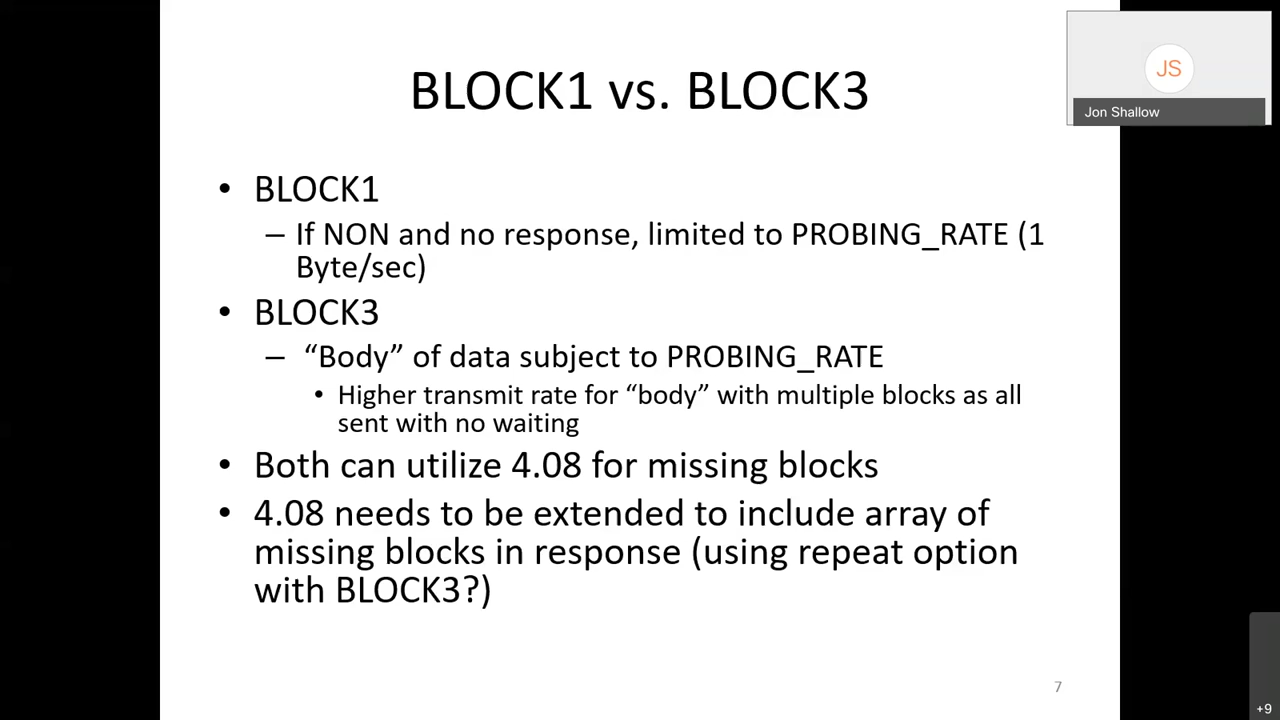 BLOCK1 vs. BLOCK3
JS
Jon Shallow
• BLOCK1
– If NON and no response, limited to PROBING_RATE (1
Byte/sec)
• BLOCK3
– “Body” of data subject to PROBING_RATE
• Higher transmit rate for “body” with multiple blocks as all
sent with no waiting
• Both can utilize 4.08 for missing blocks
• 4.08 needs to be extended to include array of
missing blocks in response (using repeat option
with BLOCK3?)
7
+9